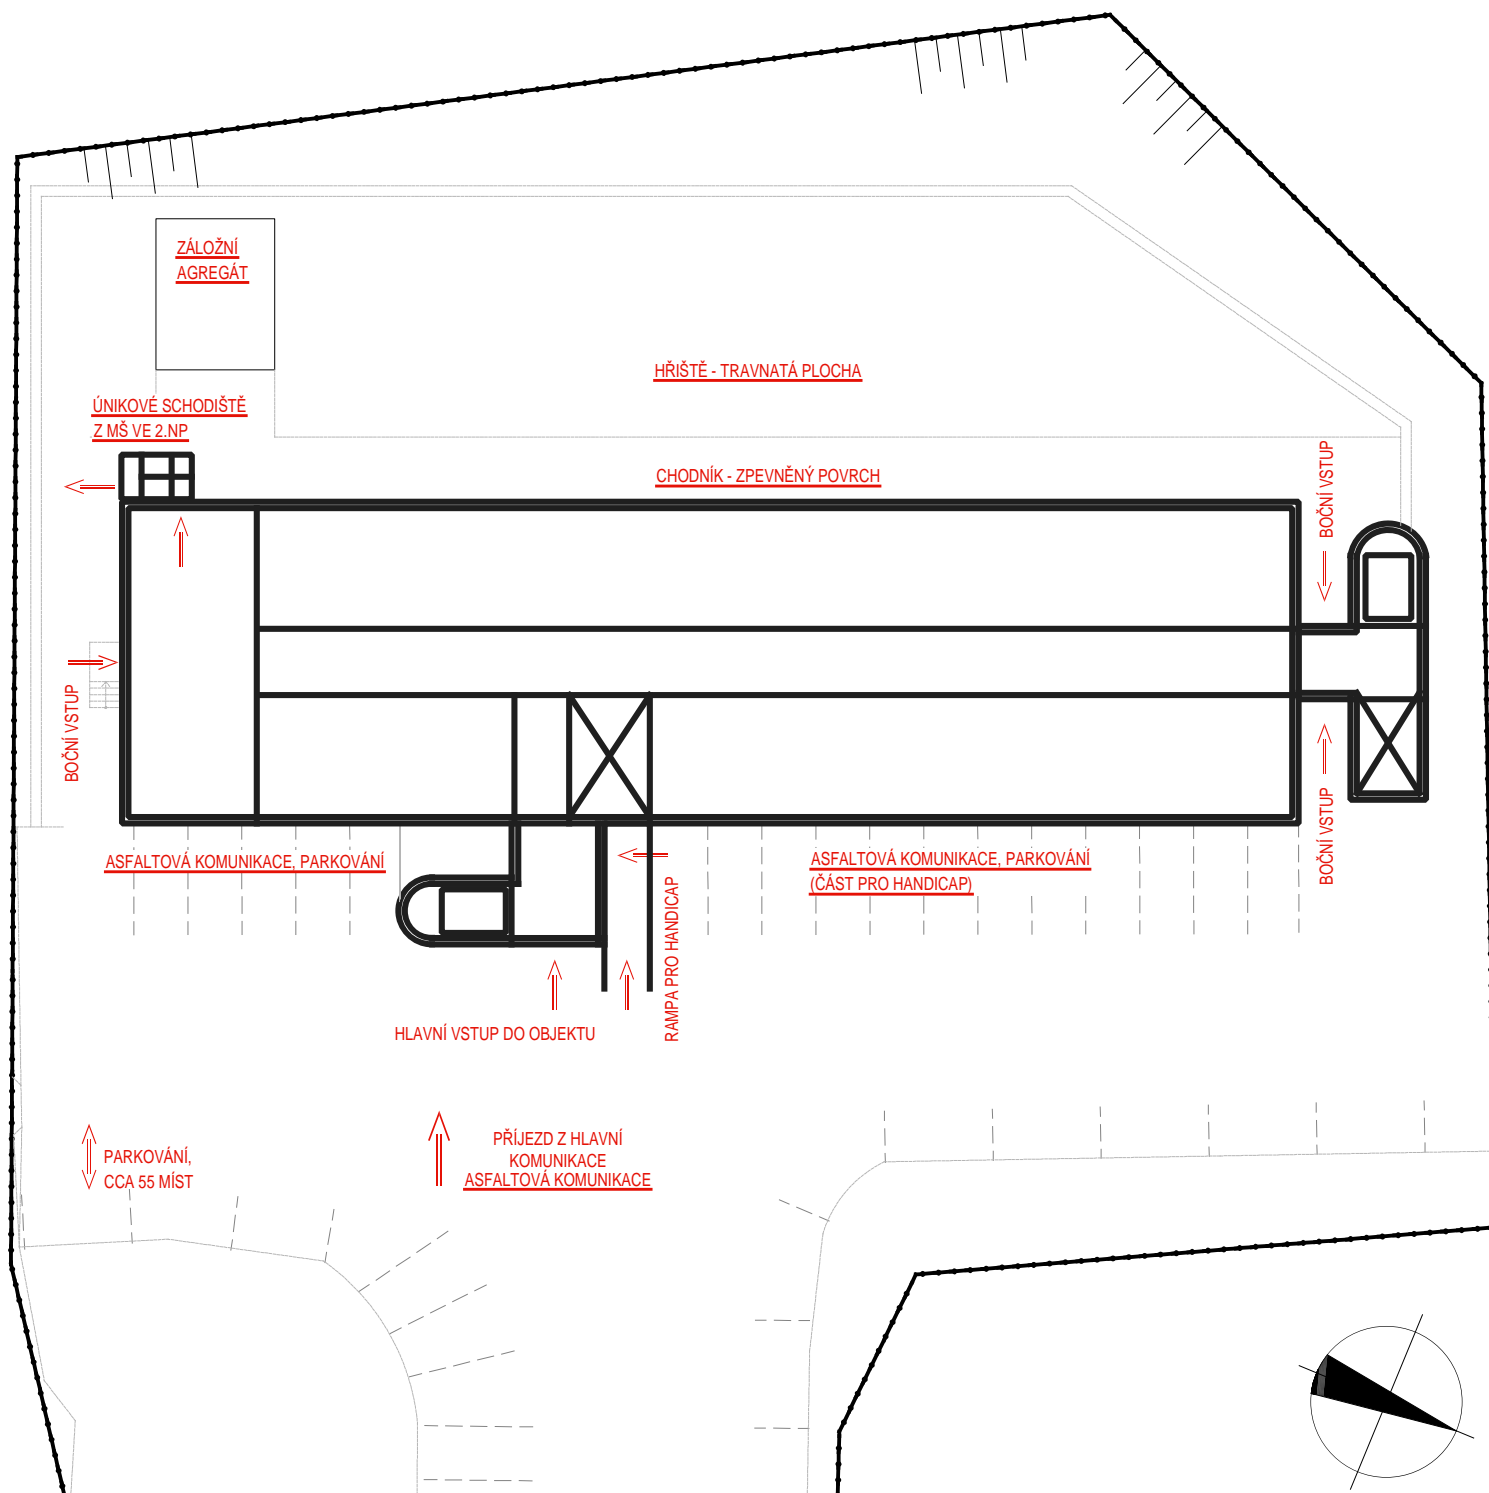 ZÁLOŽNÍ
AGREGÁT
HŘIŠTĚ - TRAVNATÁ PLOCHA
ÚNIKOVÉ SCHODIŠTĚ
Z MŠ VE 2.NP
CHODNÍK - ZPEVNĚNÝ POVRCH
BOČNÍ VSTUP
BOČNÍ VSTUP
BOČNÍ VSTUP
ASFALTOVÁ KOMUNIKACE, PARKOVÁNÍ
ASFALTOVÁ KOMUNIKACE, PARKOVÁNÍ
(ČÁST PRO HANDICAP)
RAMPA PRO HANDICAP
HLAVNÍ VSTUP DO OBJEKTU
PARKOVÁNÍ,
CCA 55 MÍST
PŘÍJEZD Z HLAVNÍ
KOMUNIKACE
ASFALTOVÁ KOMUNIKACE